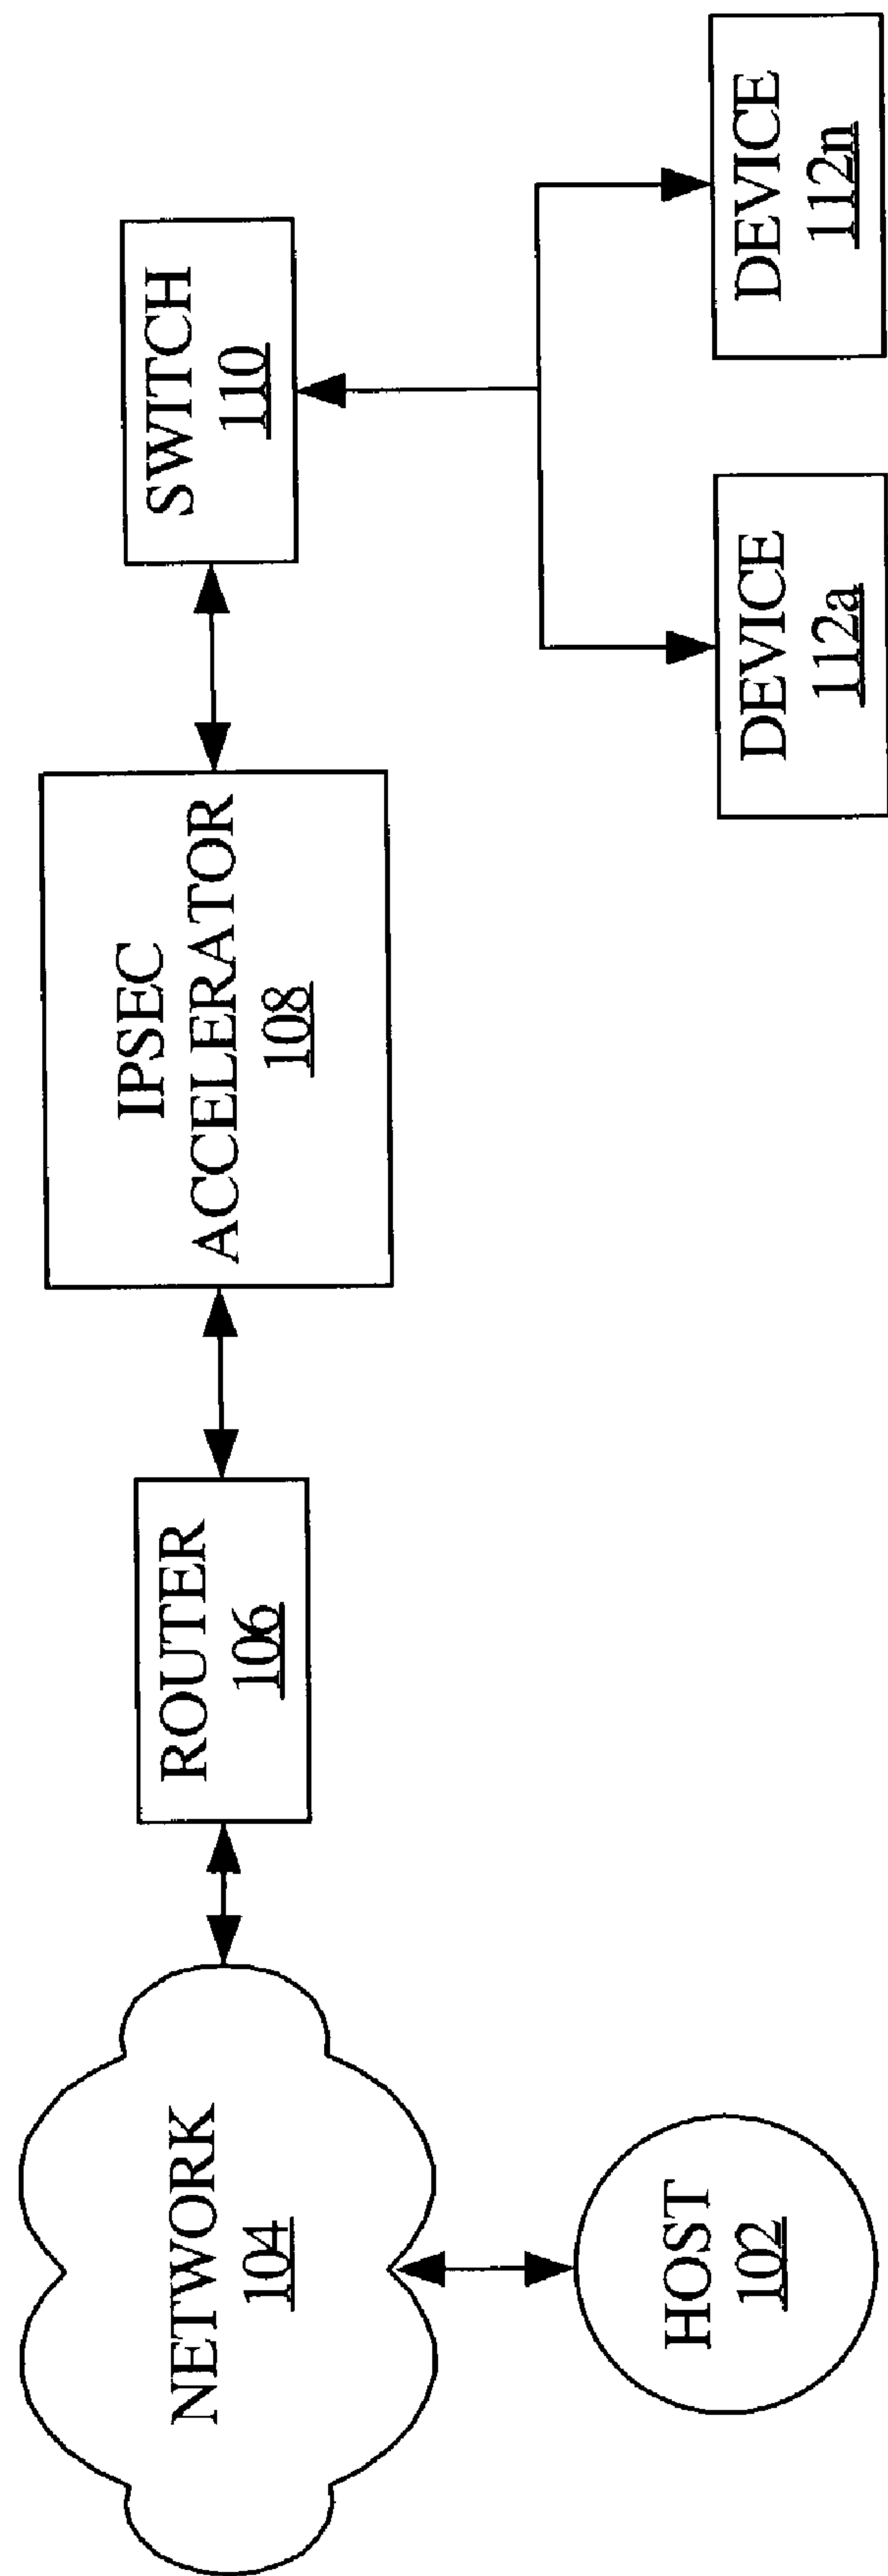 NETWORK
104
HOST
102
ROUTER
106
IPSEC
ACCELERATOR
108
SWITCH
110
DEVICE
112a
DEVICE
112n